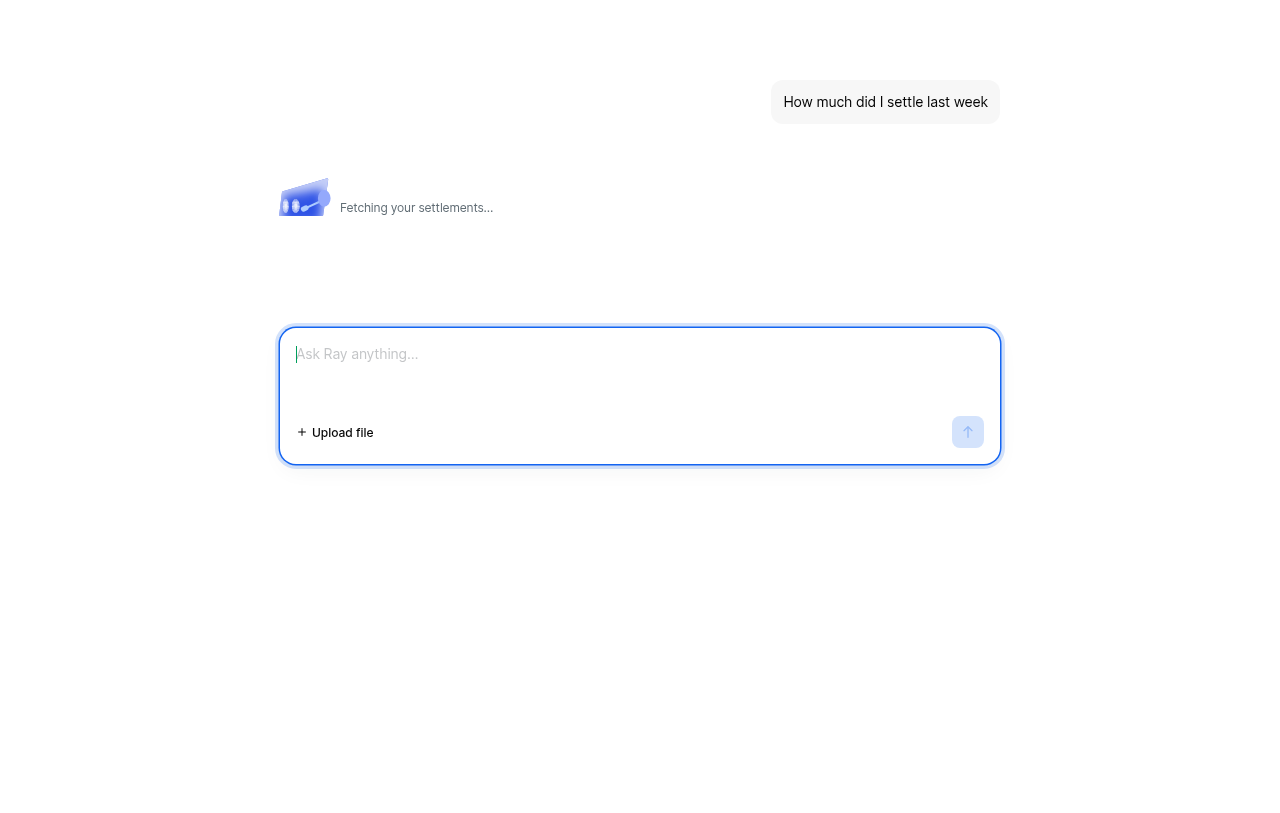 How much did I settle last week
Fetching your settlements...
Ask Ray anything...
+ Upload file